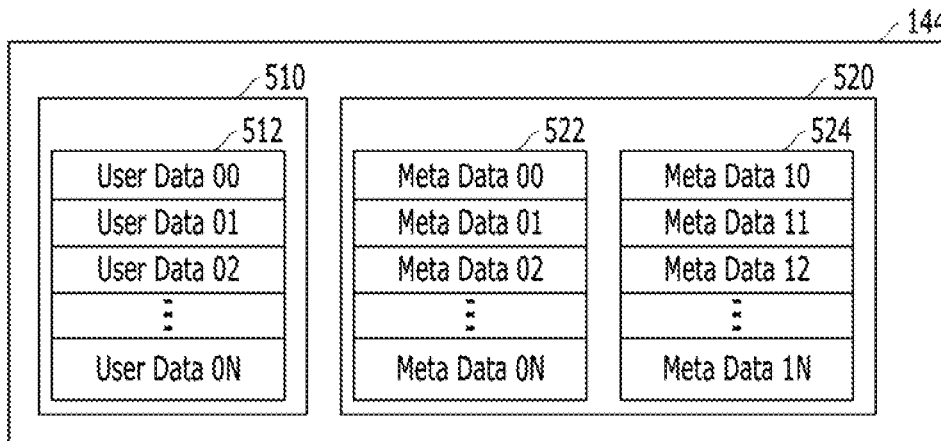 144
510
520
512
522
524
User Data 00
Meta Data 00
Meta Data 10
User Data 01
Meta Data 01
Meta Data 11
User Data 02
Meta Data 02
Meta Data 12
User Data 0N
Meta Data 0N
Meta Data 1N